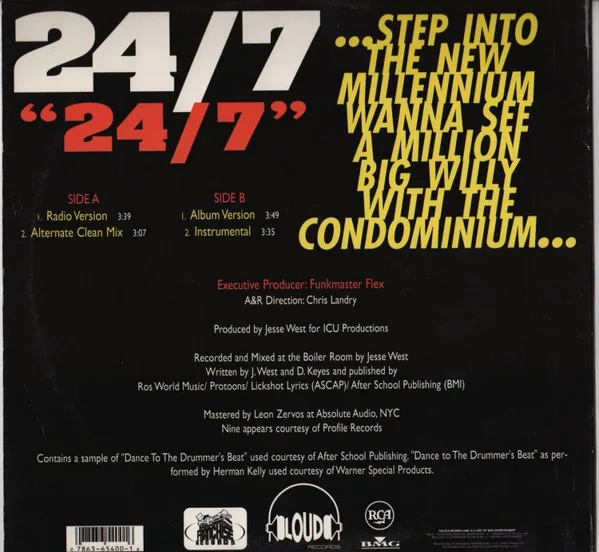 24/7
"24/7"
...STEP INTO
THE NEW
MILLENNIUM
WANNA SEE
A MILLION
BIG WILLY
WITH THE
CONDOMINIUM...
SIDE A
1. Radio Version 3:39
2. Alternate Clean Mix 3:07
SIDE B
1. Album Version 3:49
2. Instrumental 3:35
Executive Producer: Funkmaster Flex
A&R Direction: Chris Landry
Produced by Jesse West for ICU Productions
Recorded and Mixed at the Boiler Room by Jesse West
Written by J. West and D. Keyes and published by
Ros World Music/ Protoons/ Lickshot Lyrics (ASCAP)/ After School Publishing (BMI)
Mastered by Leon Zervos at Absolute Audio, NYC
Nine appears courtesy of Profile Records
Contains a sample of "Dance To The Drummer's Beat" used courtesy of After School Publishing. "Dance to The Drummer's Beat" as per-
formed by Herman Kelly used courtesy of Warner Special Products.
7863-65400-1
FRANCHISE
RECORDS
LOUD
RECORDS
RCA
BMG